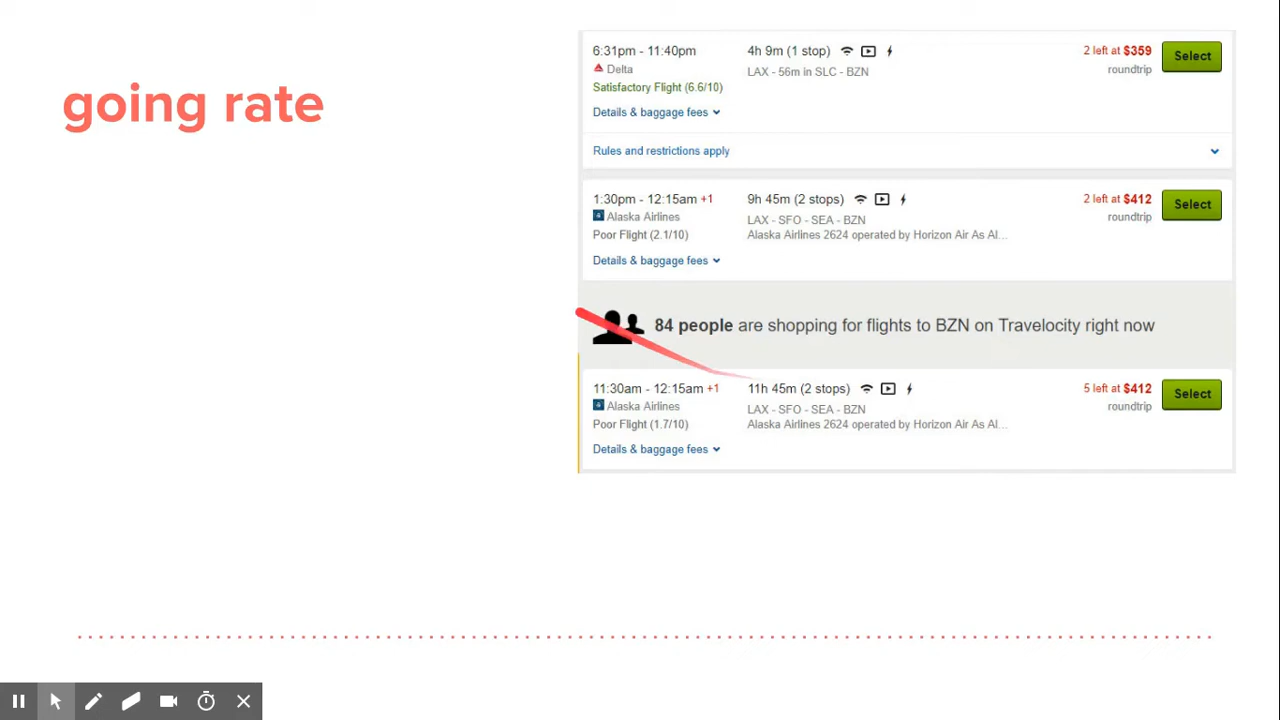 going rate
6:31pm - 11:40pm 4h 9m (1 stop) 2 left at $359 Select
Delta LAX - 56m in SLC - BZN roundtrip
Satisfactory Flight (6.6/10)
Details & baggage fees
Rules and restrictions apply
1:30pm - 12:15am +1 9h 45m (2 stops) 2 left at $412 Select
Alaska Airlines LAX - SFO - SEA - BZN roundtrip
Poor Flight (2.1/10) Alaska Airlines 2624 operated by Horizon Air As Al...
Details & baggage fees
84 people are shopping for flights to BZN on Travelocity right now
11:30am - 12:15am +1 11h 45m (2 stops) 5 left at $412 Select
Alaska Airlines LAX - SFO - SEA - BZN roundtrip
Poor Flight (1.7/10) Alaska Airlines 2624 operated by Horizon Air As Al...
Details & baggage fees